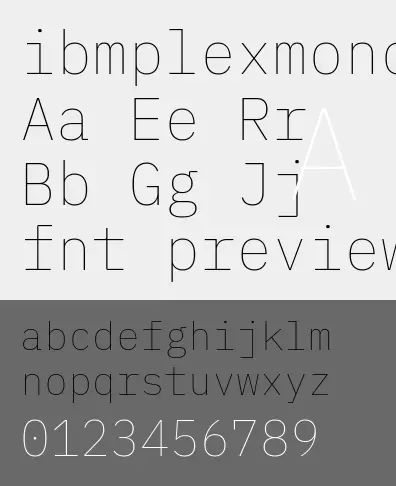 ibmplexmono
Aa Ee Rr
A
Bb Gg Jj
fnt preview
abcdefghijklm
nopqrstuvwxyz
0123456789